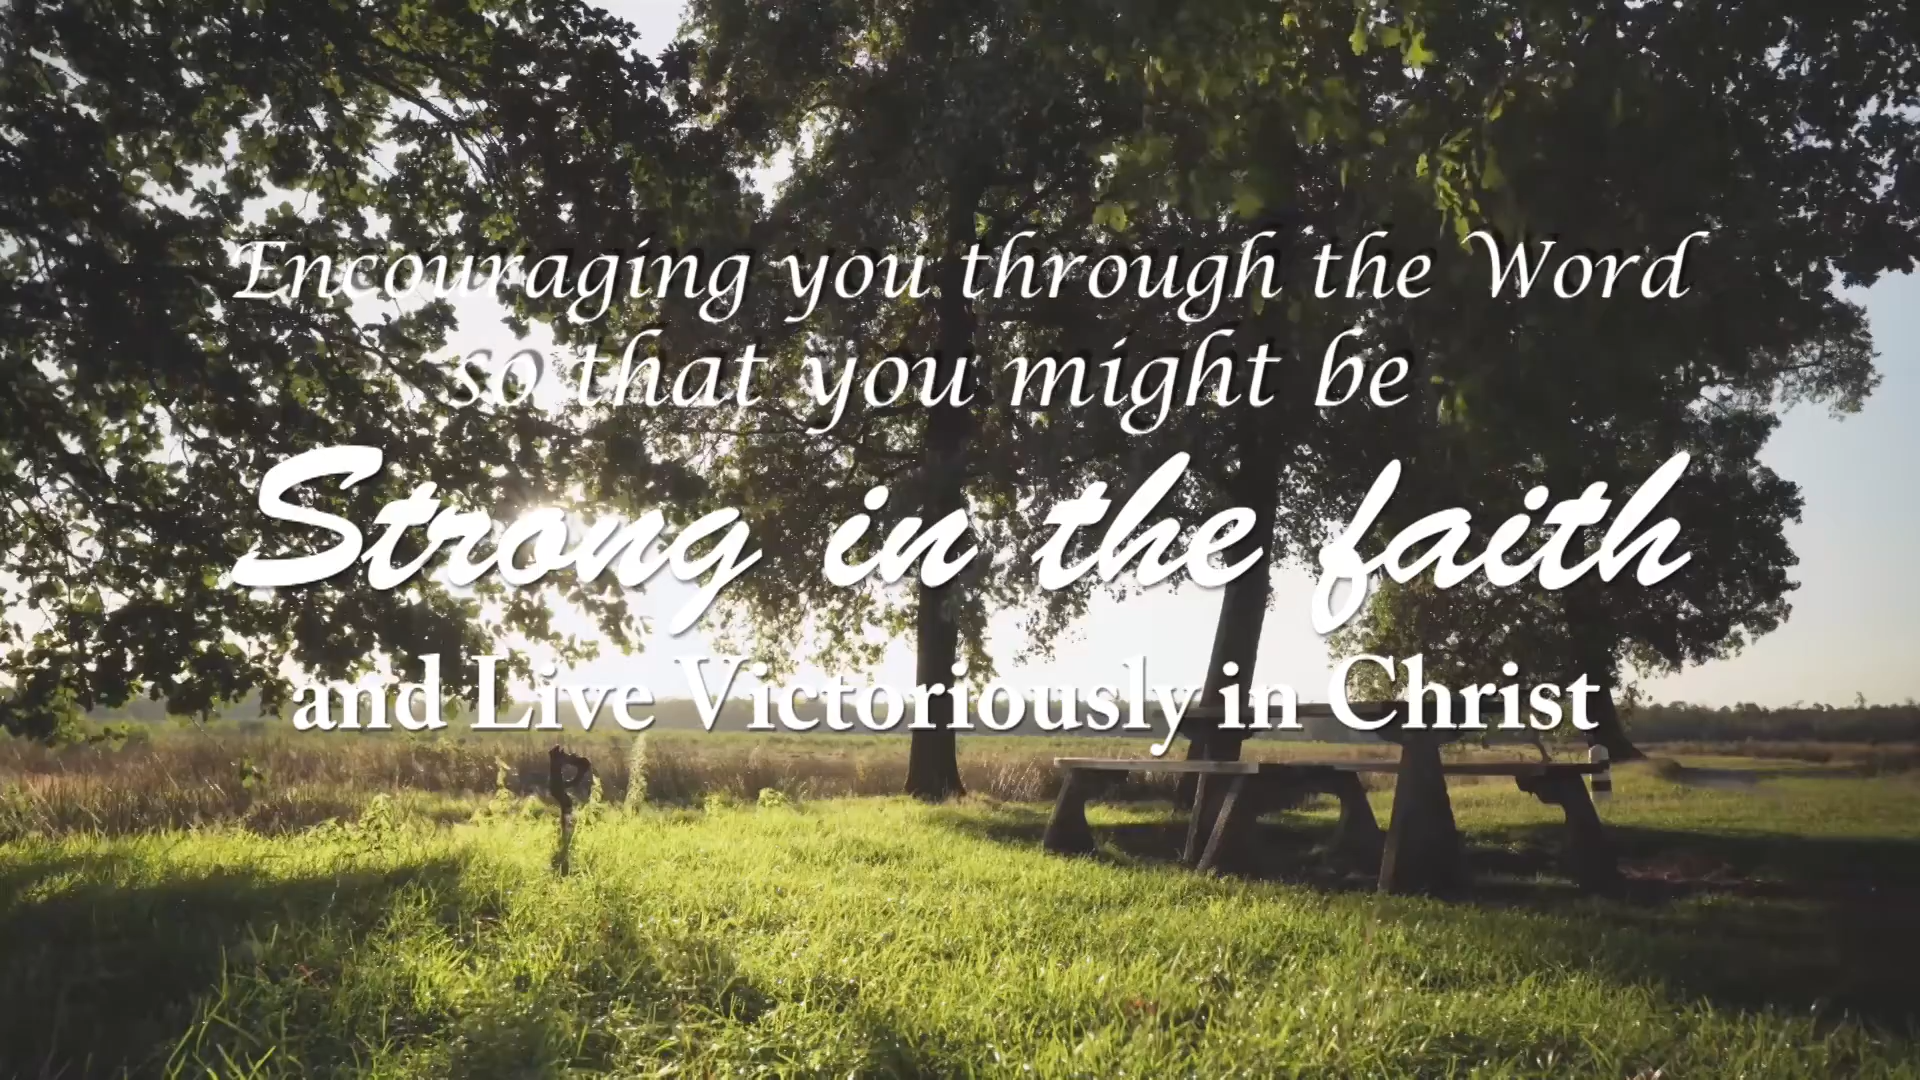 Encouraging you through the Word
so that you might be
Strong in the faith
and Live Victoriously in Christ